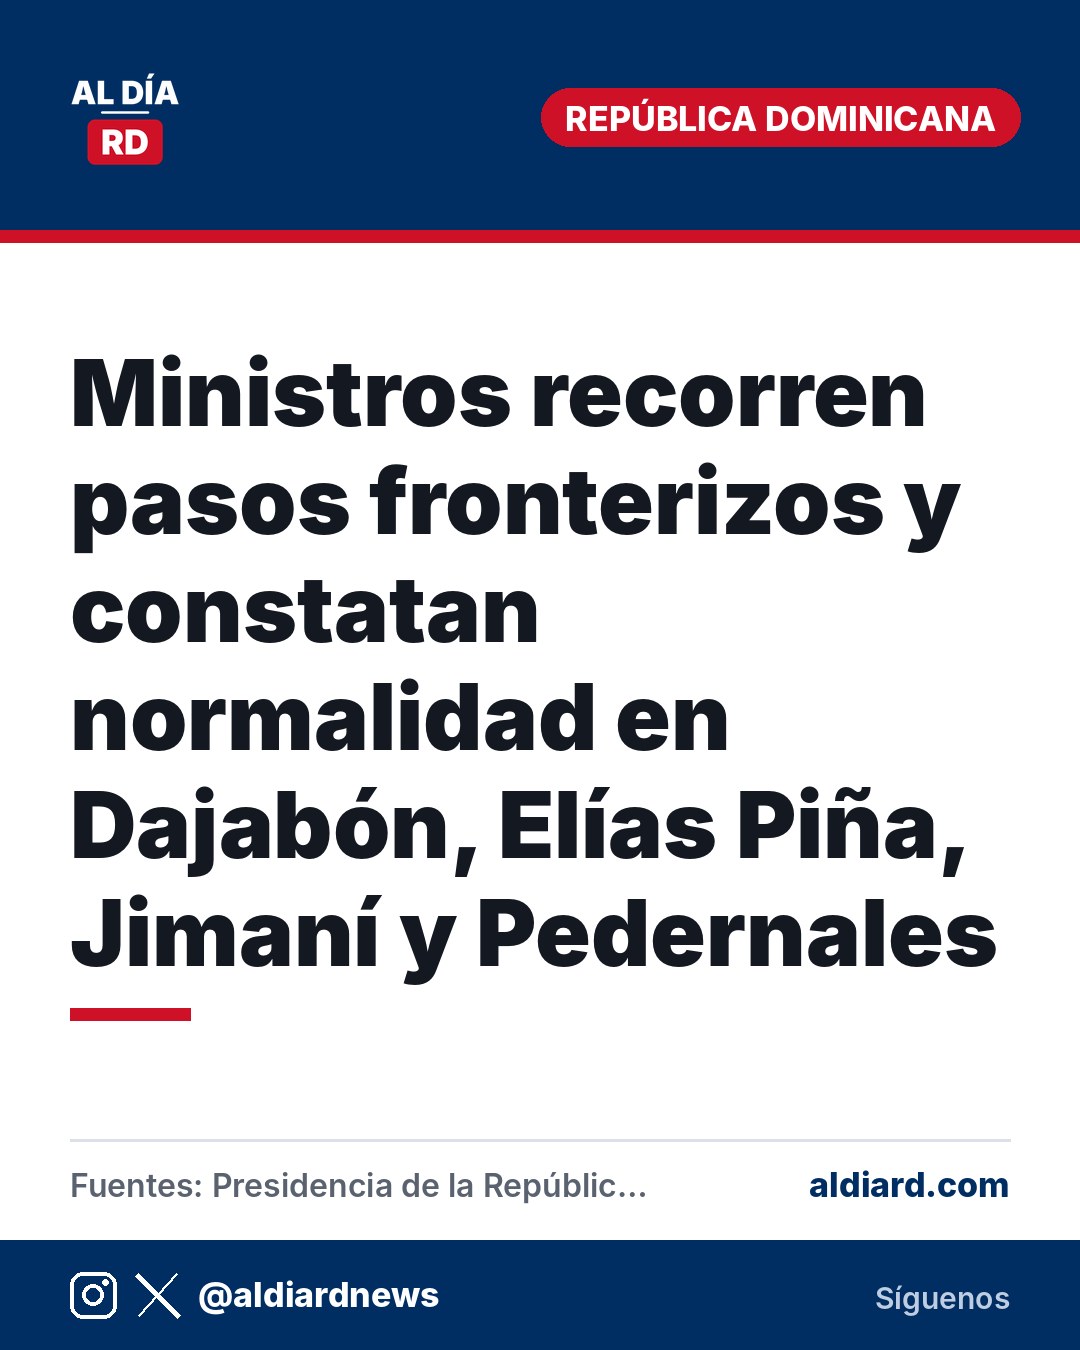 AL DÍA
RD
REPÚBLICA DOMINICANA
Ministros recorren
pasos fronterizos y
constatan
normalidad en
Dajabón, Elías Piña,
Jimaní y Pedernales
Fuentes: Presidencia de la Repúblic...
aldiard.com
@aldiardnews
Síguenos